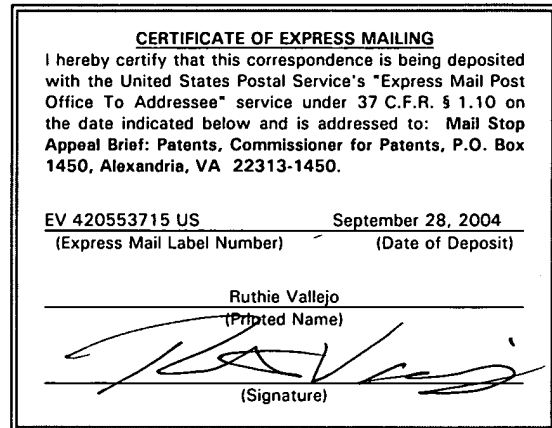 CERTIFICATE OF EXPRESS MAILING
I hereby certify that this correspondence is being deposited
with the United States Postal Service's "Express Mail Post
Office To Addressee" service under 37 C.F.R. § 1.10 on
the date indicated below and is addressed to: Mail Stop
Appeal Brief: Patents, Commissioner for Patents, P.O. Box
1450, Alexandria, VA 22313-1450.
EV 420553715 US September 28, 2004
(Express Mail Label Number) (Date of Deposit)
Ruthie Vallejo
(Printed Name)
(Signature)